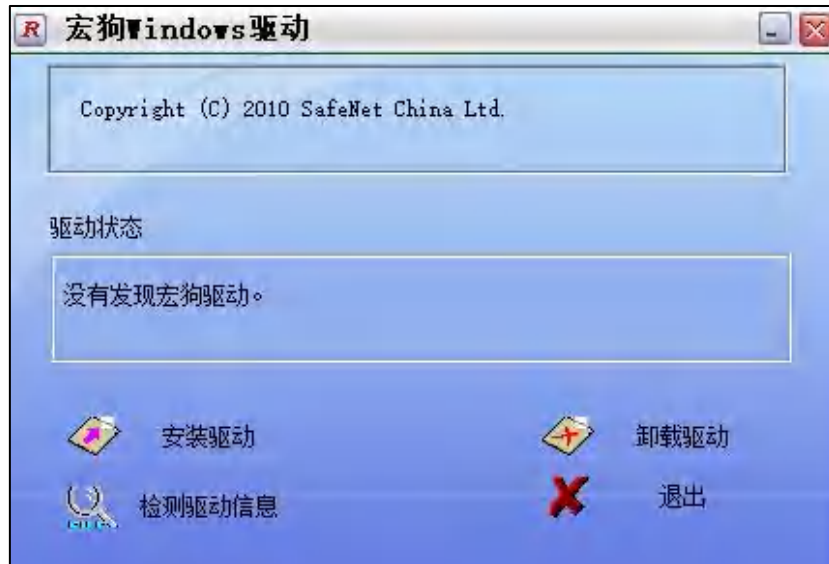 R 宏狗Windows驱动
Copyright (C) 2010 SafeNet China Ltd.
驱动状态
没有发现宏狗驱动。
安装驱动 卸载驱动
检测驱动信息 退出